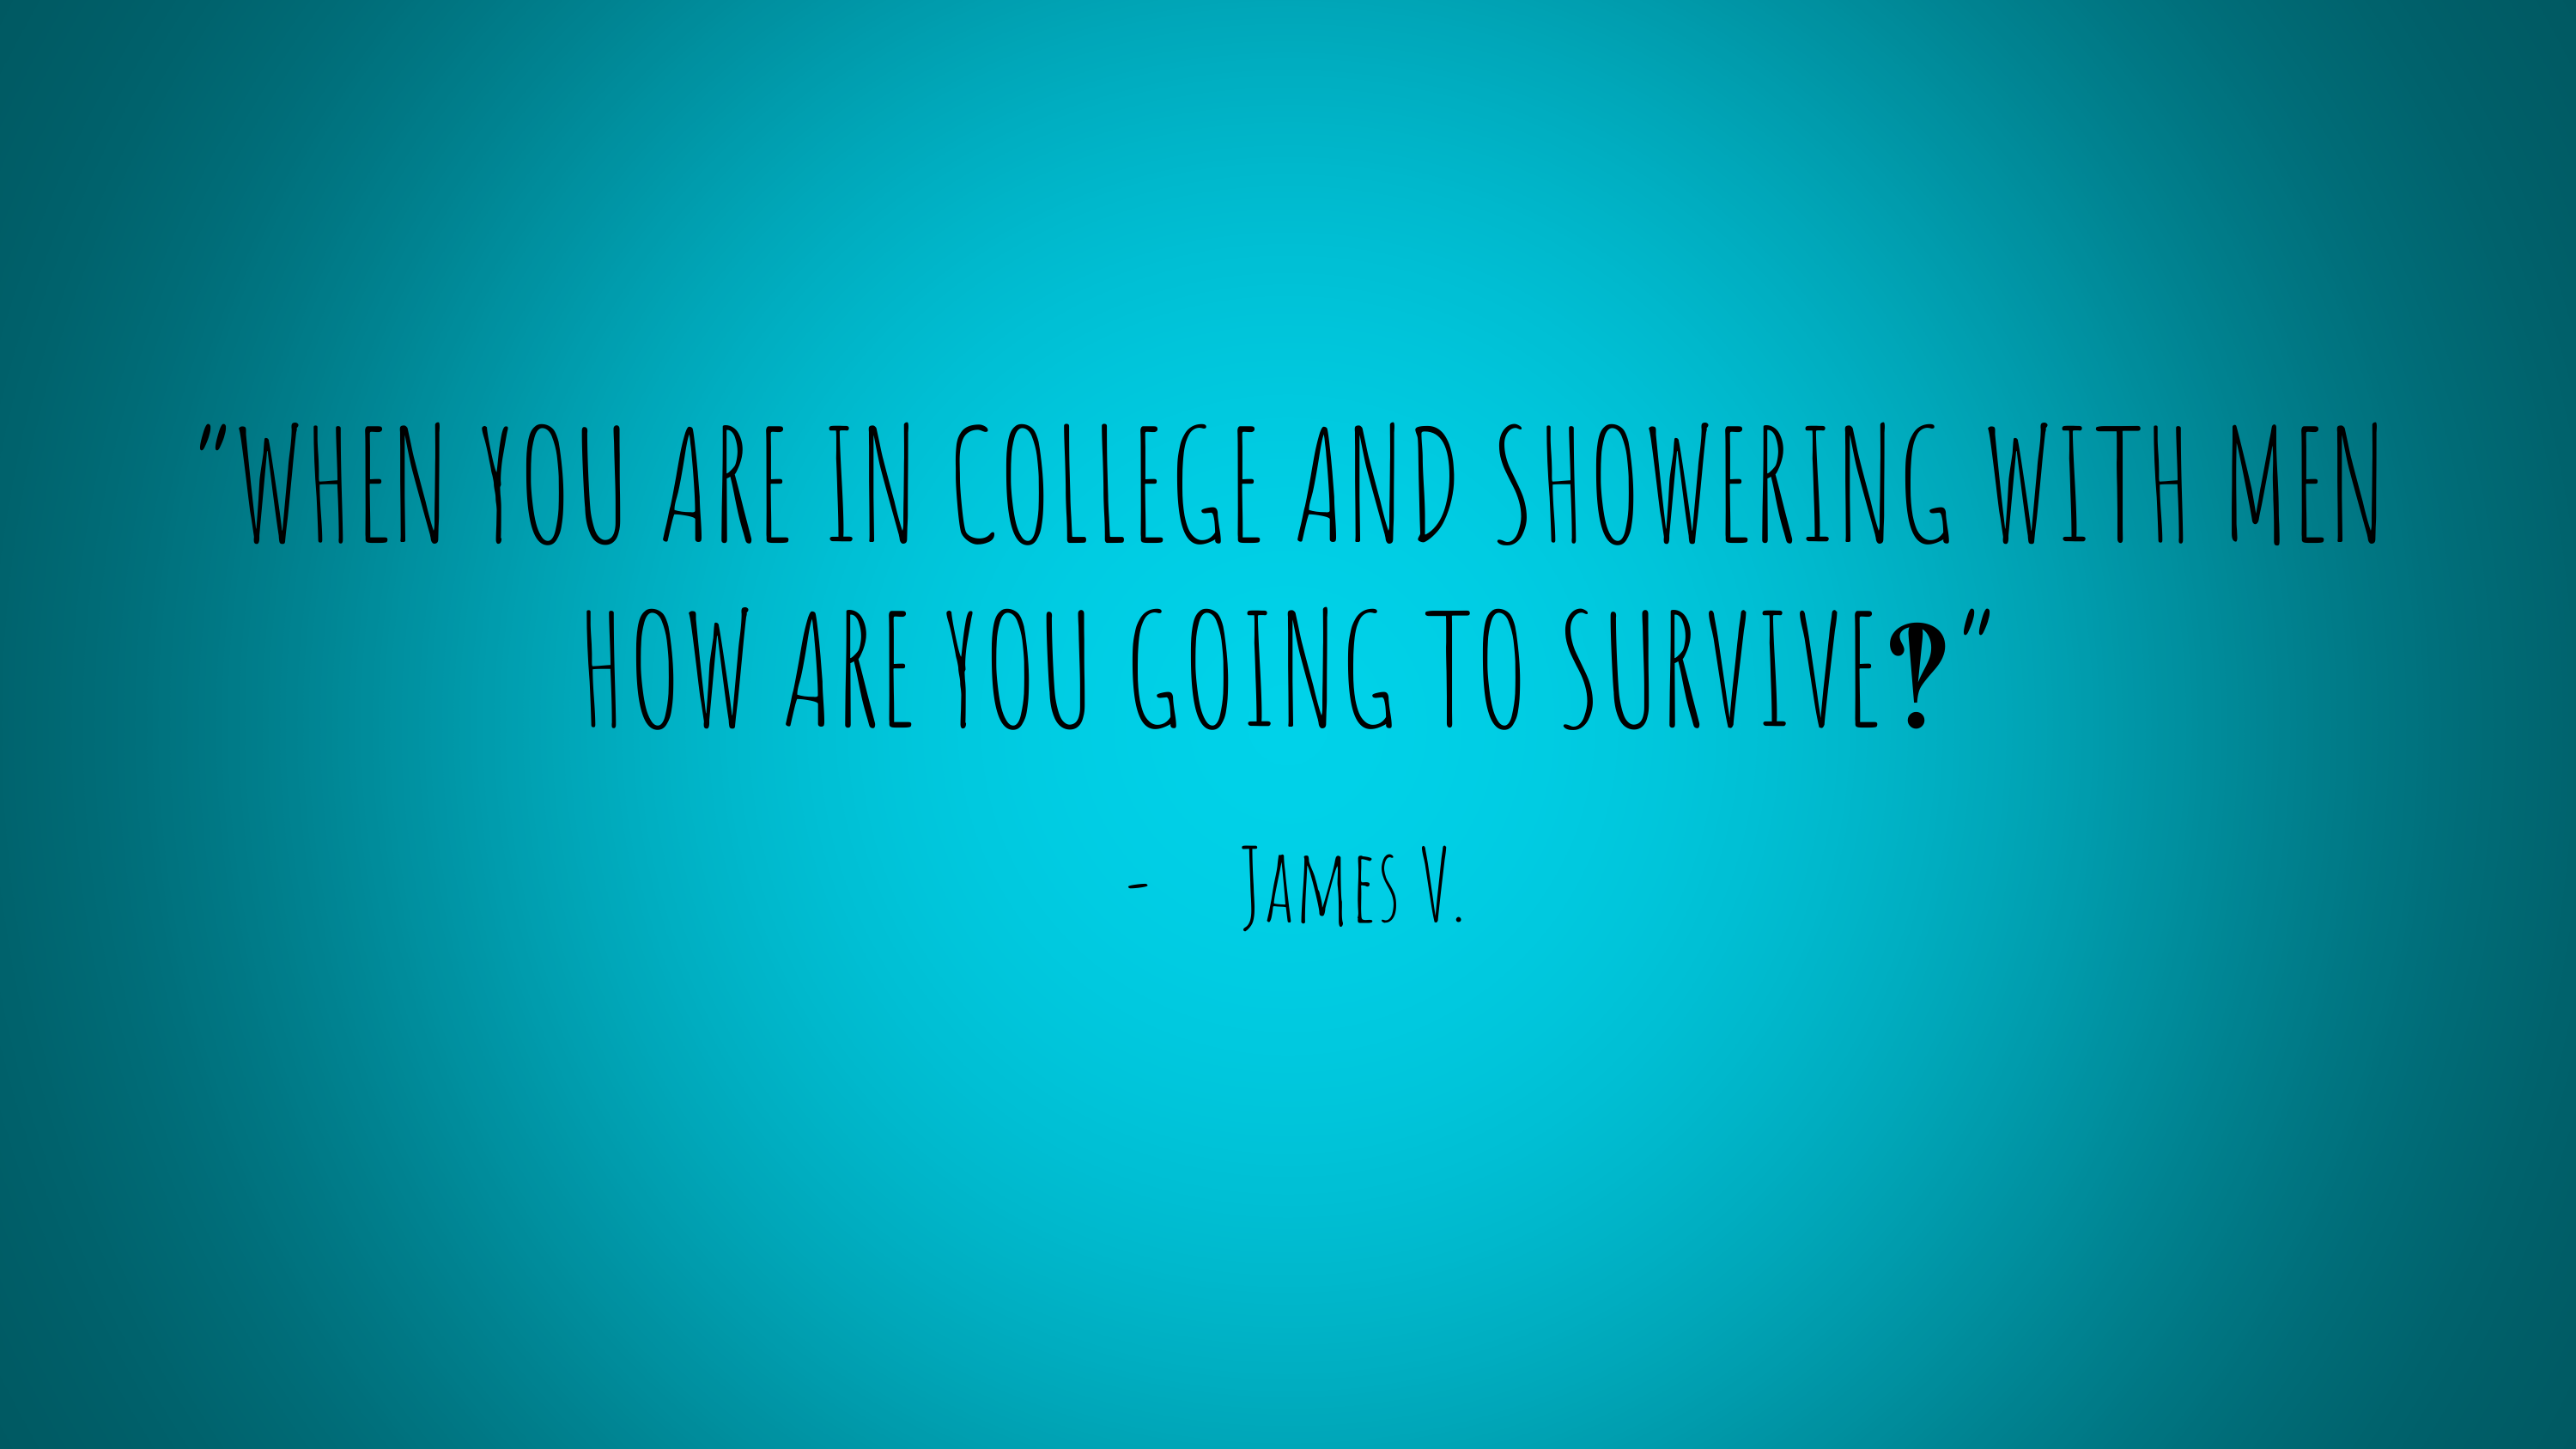 "WHEN YOU ARE IN COLLEGE AND SHOWERING WITH MEN
HOW ARE YOU GOING TO SURVIVE‽"
- JAMES V.